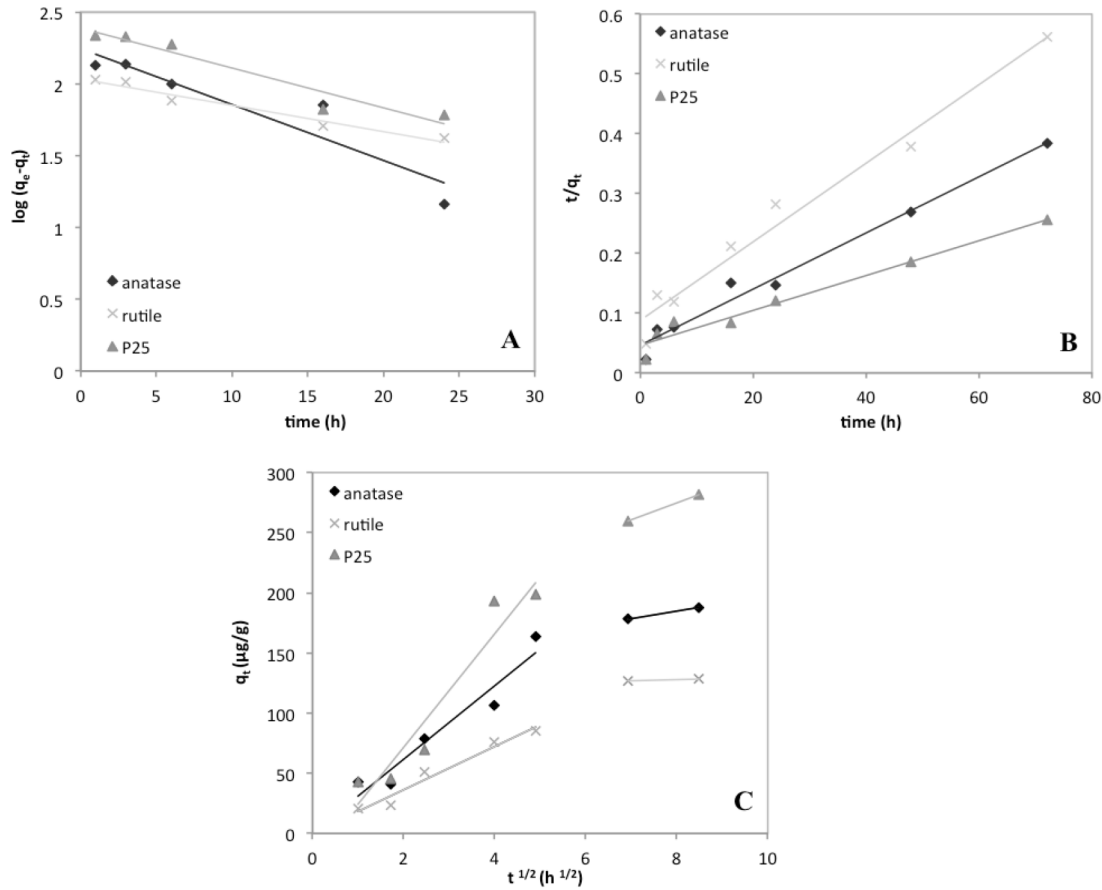 2.5
2
1.5
1
0.5
0
log (qₑ-qₜ)
anatase
rutile
P25
A
0 5 10 15 20 25 30
time (h)
0.6
0.5
0.4
0.3
0.2
0.1
0
t/qₜ
anatase
rutile
P25
B
0 20 40 60 80
time (h)
300
250
200
150
100
50
0
qₜ (µg/g)
anatase
rutile
P25
C
0 2 4 6 8 10
t ¹/² (h ¹/²)